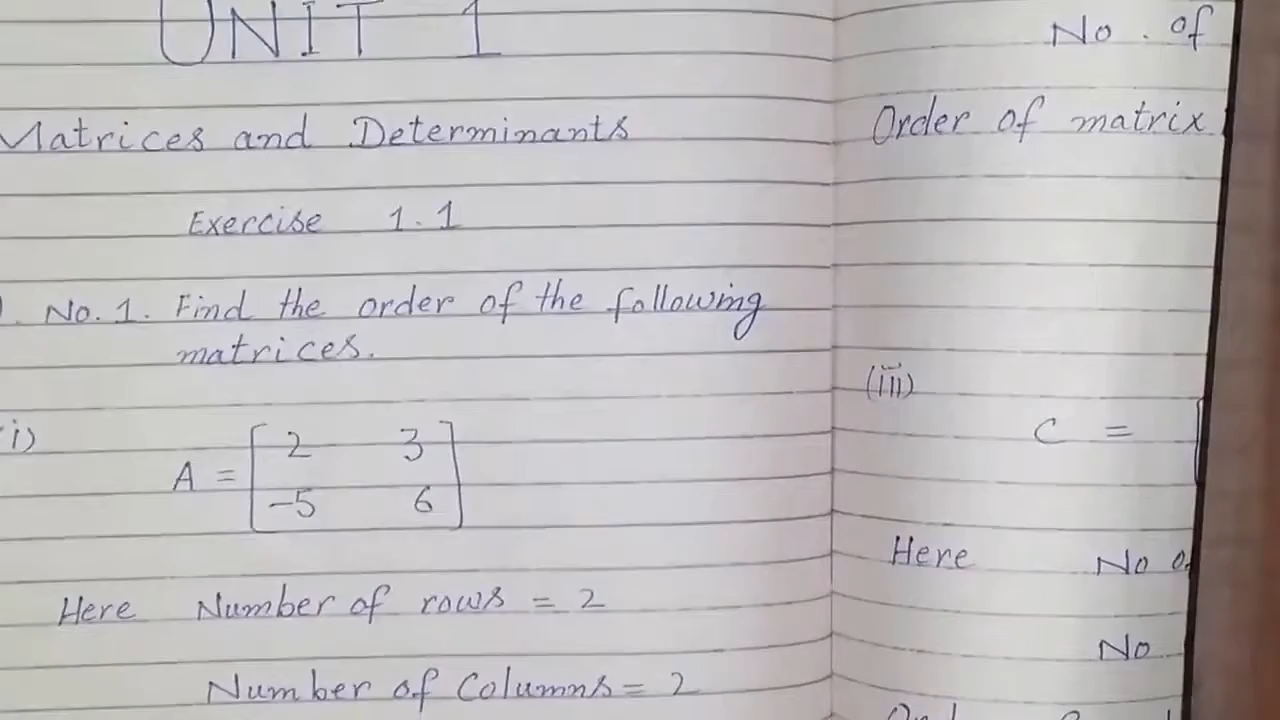 UNIT 1
Matrices and Determinants
Exercise 1.1
. No. 1. Find the order of the following
matrices.
i)
A = [ 2 3
-5 6 ]
Here Number of rows = 2
Number of Columns = 2
No. of
Order of matrix
(iii)
C = [
Here No of
No